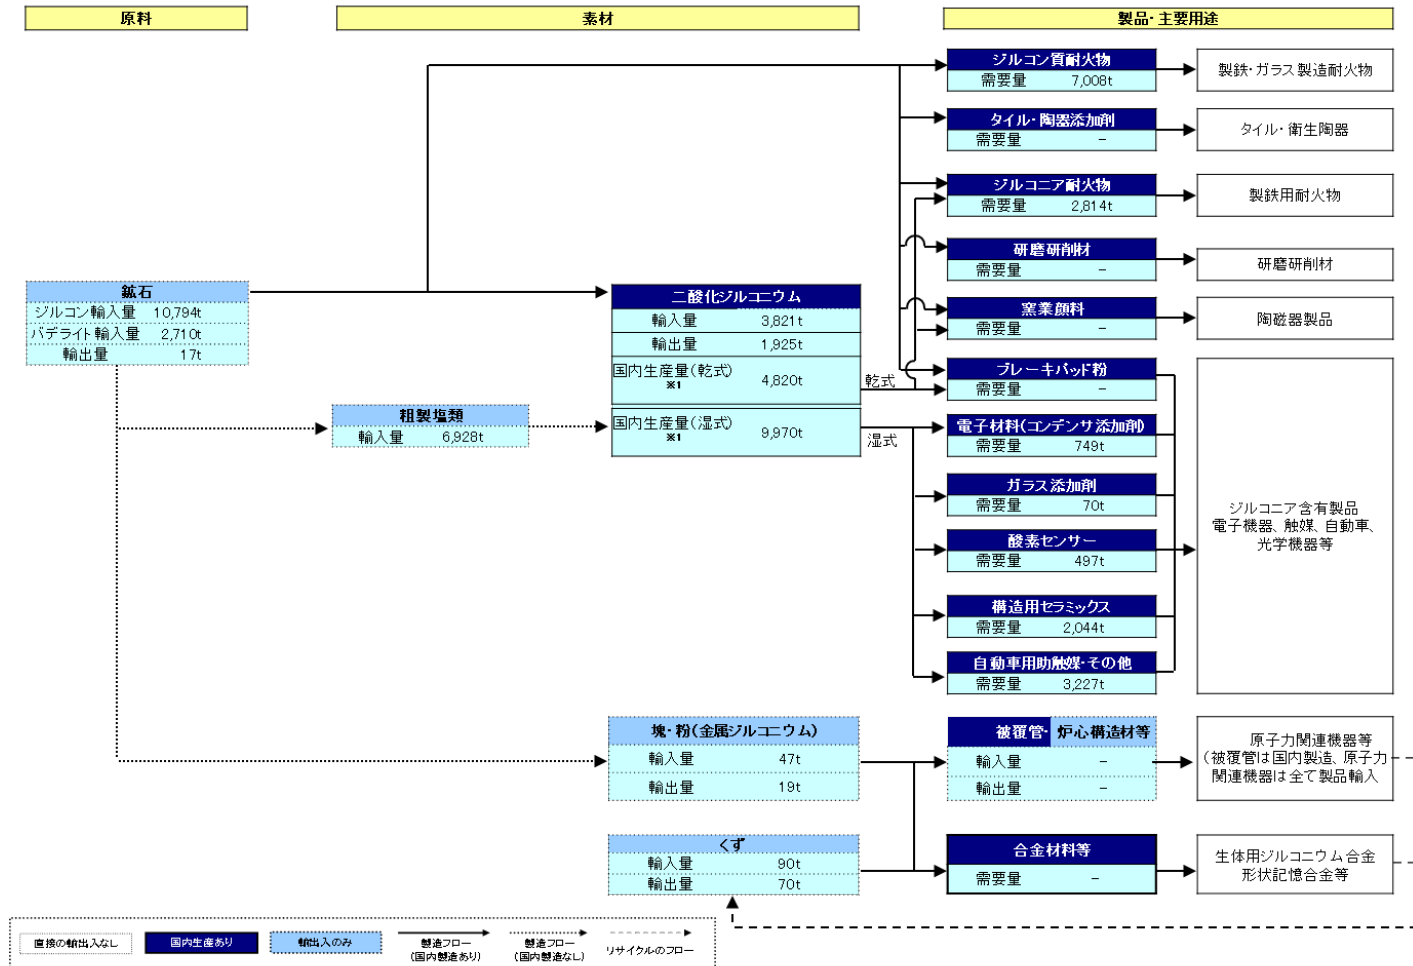 原料
素材
製品・主要用途
鉱石
ジルコン輸入量 10,794t
バデライト輸入量 2,710t
輸出量 17t
粗製塩類
輸入量 6,928t
二酸化ジルコニウム
輸入量 3,821t
輸出量 1,925t
国内生産量(乾式)
※1
4,820t
国内生産量(湿式)
※1
9,970t
乾式
湿式
塊・粉(金属ジルコニウム)
輸入量 47t
輸出量 19t
くず
輸入量 90t
輸出量 70t
ジルコン質耐火物
需要量 7,008t
製鉄・ガラス製造耐火物
タイル・陶器添加剤
需要量 －
タイル・衛生陶器
ジルコニア耐火物
需要量 2,814t
製鉄用耐火物
研磨研削材
需要量 －
研磨研削材
窯業顔料
需要量 －
陶磁器製品
ブレーキパッド粉
需要量 －
電子材料(コンデンサ添加剤)
需要量 749t
ガラス添加剤
需要量 70t
酸素センサー
需要量 497t
構造用セラミックス
需要量 2,044t
自動車用助触媒・その他
需要量 3,227t
ジルコニア含有製品
電子機器、触媒、自動車、
光学機器等
被覆管・炉心構造材等
輸入量 －
輸出量 －
原子力関連機器等
(被覆管は国内製造、原子力
関連機器は全て製品輸入
合金材料等
需要量 －
生体用ジルコニウム合金
形状記憶合金等
直接の輸出入なし
国内生産あり
輸出入のみ
製造フロー
(国内製造あり)
製造フロー
(国内製造なし)
リサイクルのフロー